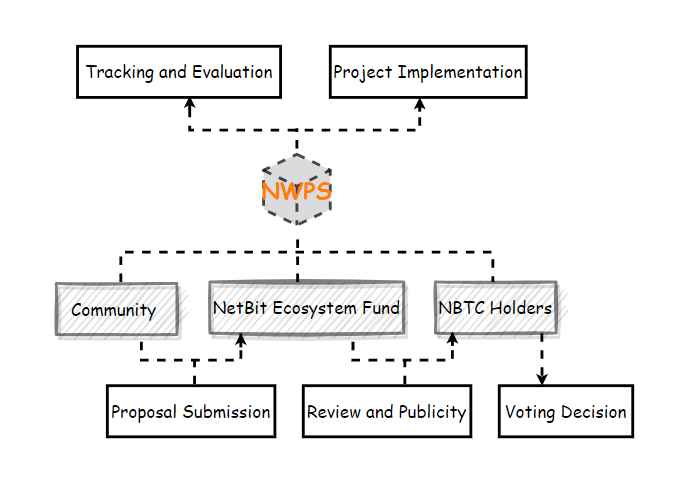 Tracking and Evaluation
Project Implementation
NWPS
Community
NetBit Ecosystem Fund
NBTC Holders
Proposal Submission
Review and Publicity
Voting Decision